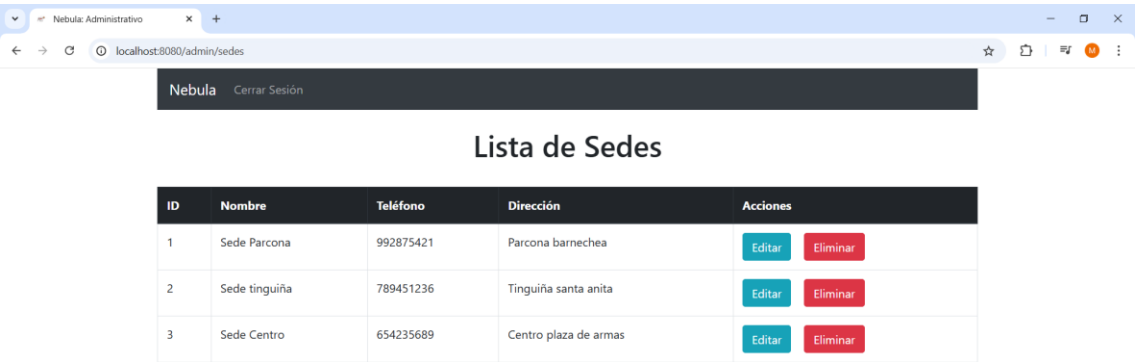 Nebula: Administrativo
localhost:8080/admin/sedes
M
Nebula Cerrar Sesión
Lista de Sedes
ID Nombre Teléfono Dirección Acciones
1 Sede Parcona 992875421 Parcona barnechea Editar Eliminar
2 Sede tinguiña 789451236 Tinguiña santa anita Editar Eliminar
3 Sede Centro 654235689 Centro plaza de armas Editar Eliminar